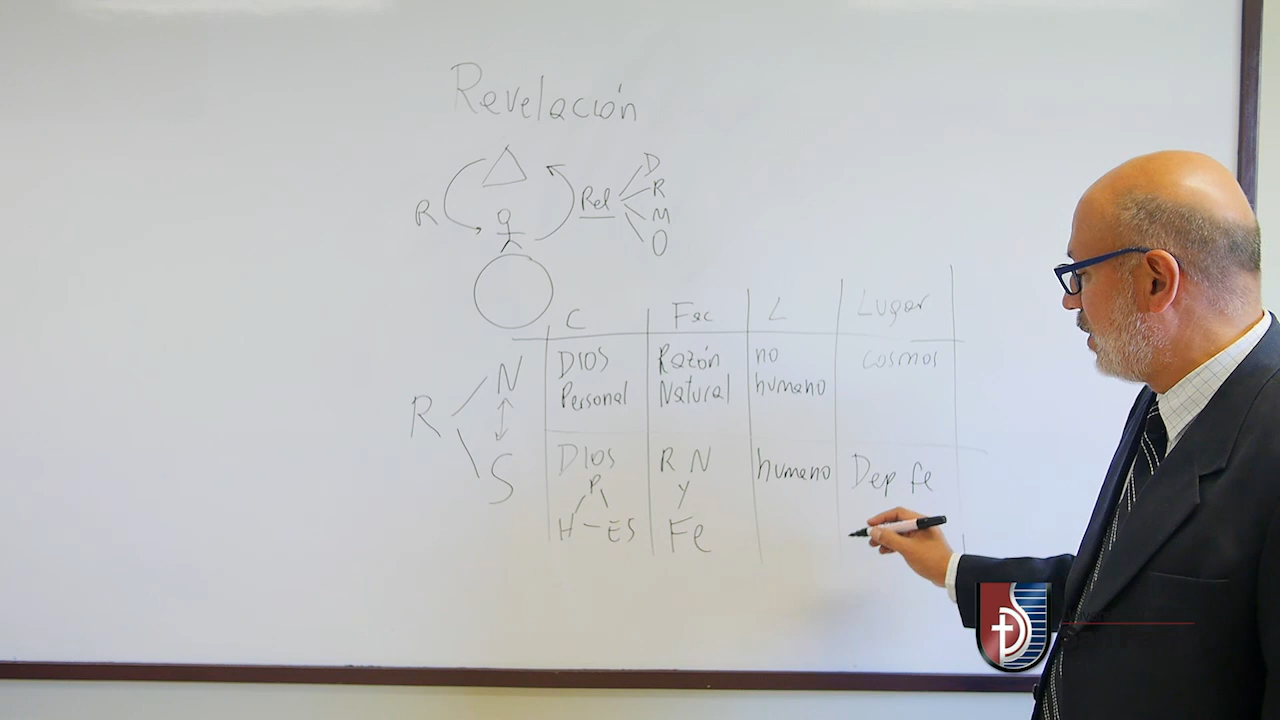 Revelación
D
R Rel R
M
O
C Fac L Lugar
N DIOS Razón no cosmos
Personal Natural humano
R
S DIOS R N humano Dep fe
P Y
H - ES Fe